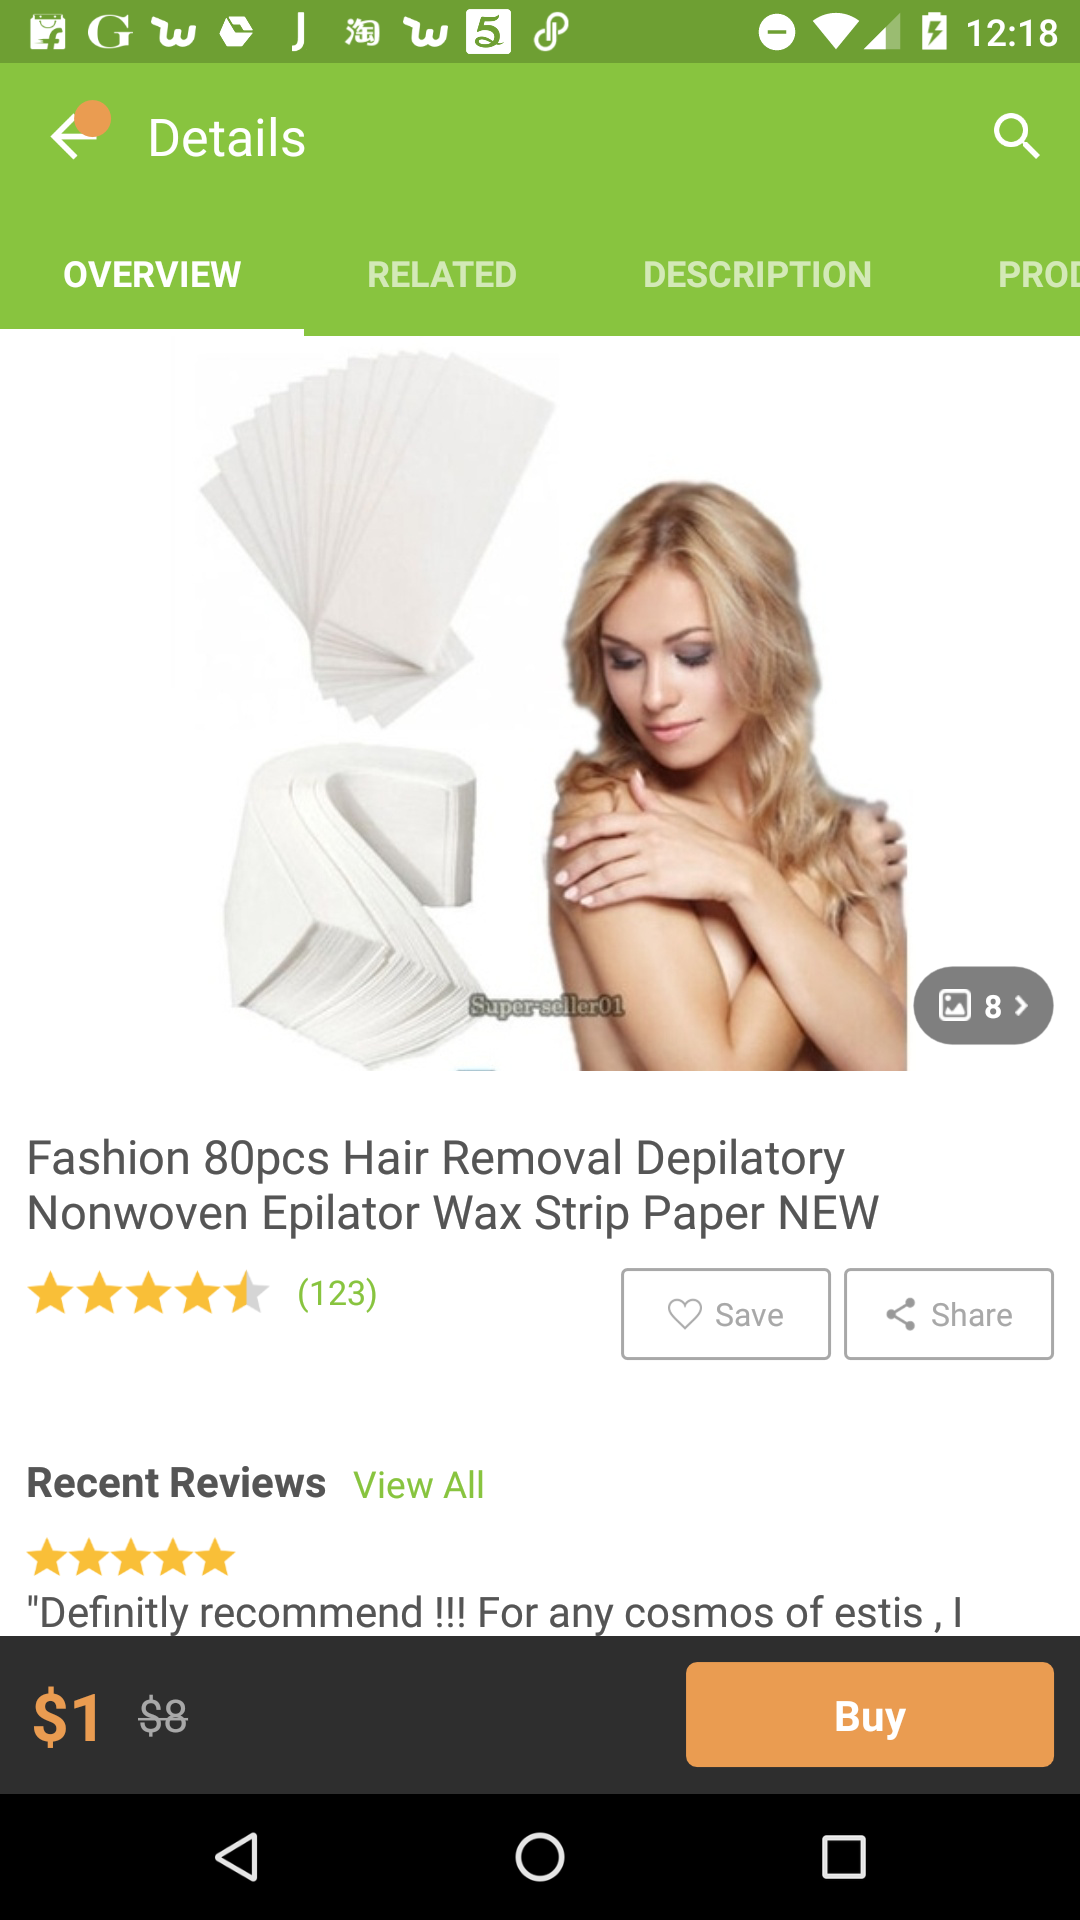 G J 淘 5 12:18
Details
OVERVIEW RELATED DESCRIPTION PROD
Super-seller01
8
Fashion 80pcs Hair Removal Depilatory
Nonwoven Epilator Wax Strip Paper NEW
(123)
Save Share
Recent Reviews View All
"Definitly recommend !!! For any cosmos of estis , I
$1 $8 Buy